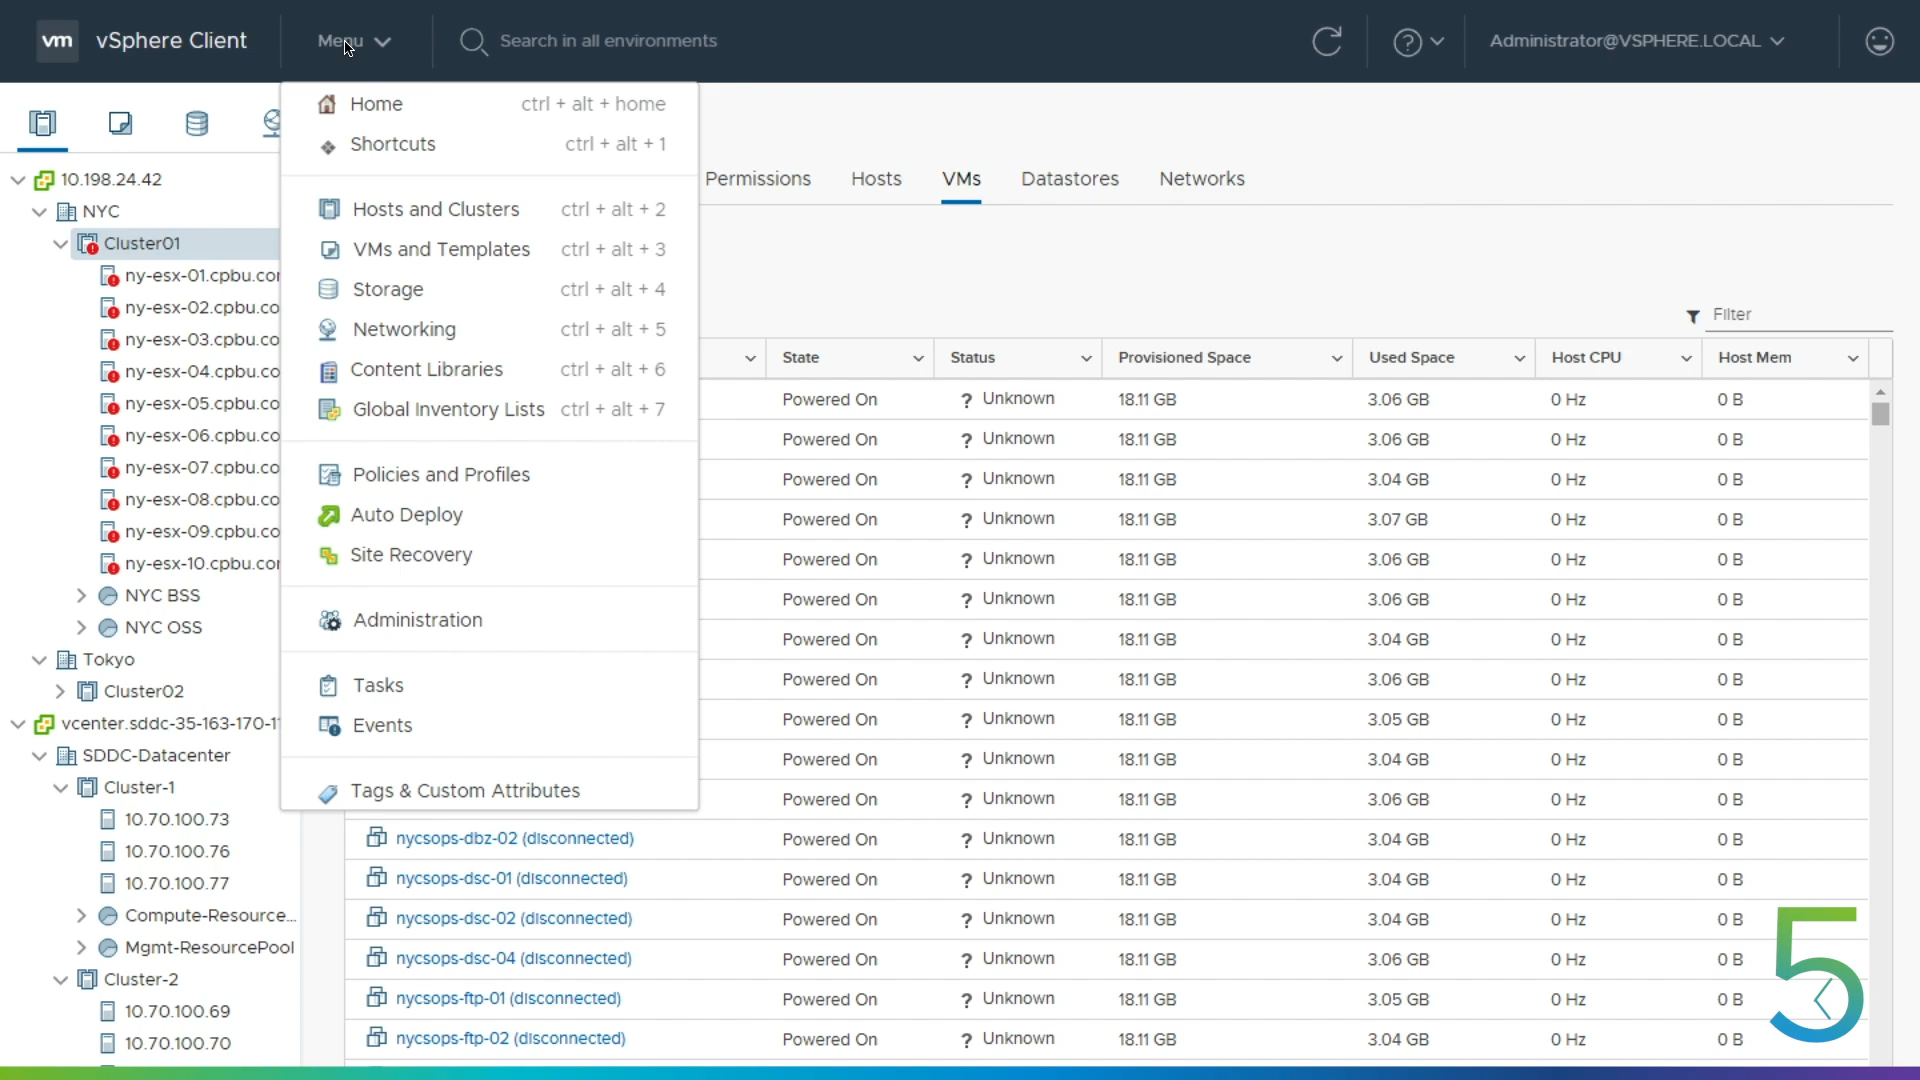 vm vSphere Client Menu Search in all environments Administrator@VSPHERE.LOCAL
Home ctrl + alt + home
Shortcuts ctrl + alt + 1
Hosts and Clusters ctrl + alt + 2
VMs and Templates ctrl + alt + 3
Storage ctrl + alt + 4
Networking ctrl + alt + 5
Content Libraries ctrl + alt + 6
Global Inventory Lists ctrl + alt + 7
Policies and Profiles
Auto Deploy
Site Recovery
Administration
Tasks
Events
Tags & Custom Attributes
10.198.24.42
NYC
Cluster01
ny-esx-01.cpbu.cor
ny-esx-02.cpbu.co
ny-esx-03.cpbu.co
ny-esx-04.cpbu.co
ny-esx-05.cpbu.co
ny-esx-06.cpbu.co
ny-esx-07.cpbu.co
ny-esx-08.cpbu.co
ny-esx-09.cpbu.co
ny-esx-10.cpbu.cor
NYC BSS
NYC OSS
Tokyo
Cluster02
vcenter.sddc-35-163-170-1
SDDC-Datacenter
Cluster-1
10.70.100.73
10.70.100.76
10.70.100.77
Compute-Resource...
Mgmt-ResourcePool
Cluster-2
10.70.100.69
10.70.100.70
Permissions Hosts VMs Datastores Networks
Filter
State Status Provisioned Space Used Space Host CPU Host Mem
Powered On ? Unknown 18.11 GB 3.06 GB 0 Hz 0 B
Powered On ? Unknown 18.11 GB 3.06 GB 0 Hz 0 B
Powered On ? Unknown 18.11 GB 3.04 GB 0 Hz 0 B
Powered On ? Unknown 18.11 GB 3.07 GB 0 Hz 0 B
Powered On ? Unknown 18.11 GB 3.06 GB 0 Hz 0 B
Powered On ? Unknown 18.11 GB 3.06 GB 0 Hz 0 B
Powered On ? Unknown 18.11 GB 3.04 GB 0 Hz 0 B
Powered On ? Unknown 18.11 GB 3.06 GB 0 Hz 0 B
Powered On ? Unknown 18.11 GB 3.05 GB 0 Hz 0 B
Powered On ? Unknown 18.11 GB 3.04 GB 0 Hz 0 B
Powered On ? Unknown 18.11 GB 3.06 GB 0 Hz 0 B
nycsops-dbz-02 (disconnected) Powered On ? Unknown 18.11 GB 3.04 GB 0 Hz 0 B
nycsops-dsc-01 (disconnected) Powered On ? Unknown 18.11 GB 3.04 GB 0 Hz 0 B
nycsops-dsc-02 (disconnected) Powered On ? Unknown 18.11 GB 3.04 GB 0 Hz 0 B
nycsops-dsc-04 (disconnected) Powered On ? Unknown 18.11 GB 3.06 GB 0 Hz 0 B
nycsops-ftp-01 (disconnected) Powered On ? Unknown 18.11 GB 3.05 GB 0 Hz 0 B
nycsops-ftp-02 (disconnected) Powered On ? Unknown 18.11 GB 3.04 GB 0 Hz 0 B
5